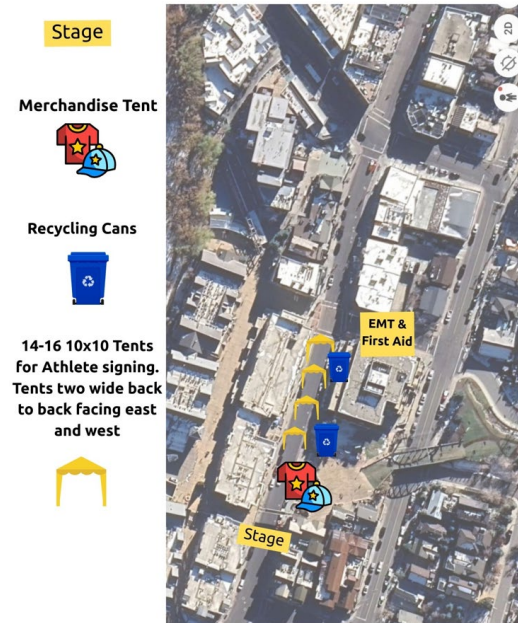 Stage
Merchandise Tent
Recycling Cans
14-16 10x10 Tents
for Athlete signing.
Tents two wide back
to back facing east
and west
2D
EMT &
First Aid
Stage